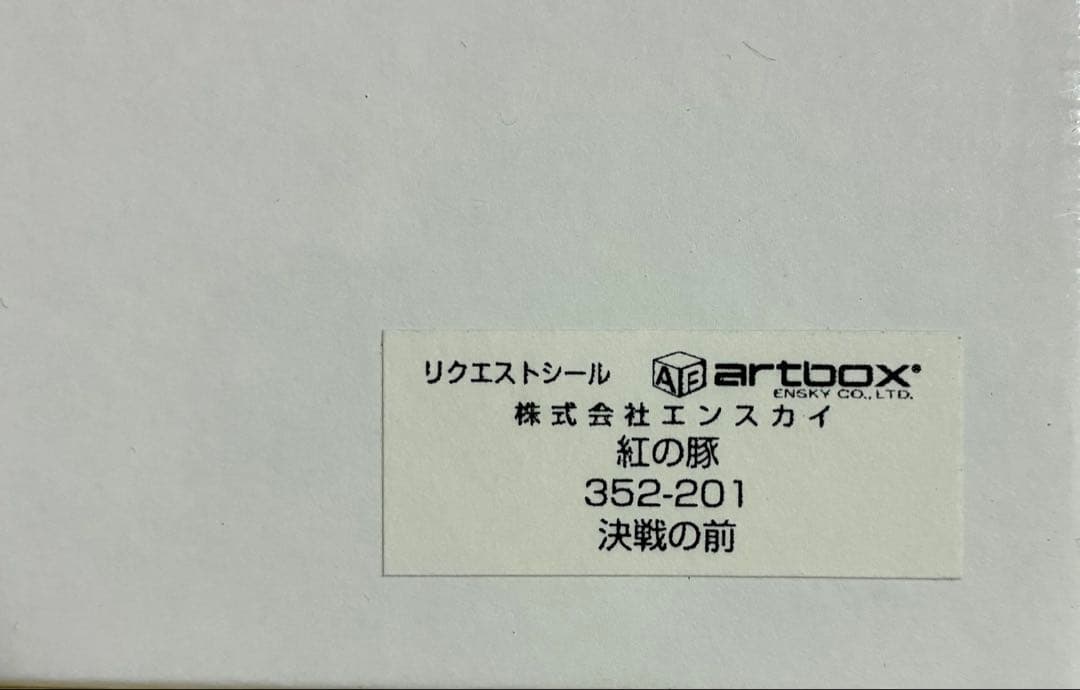 リクエストシール ATB artbox
ENSKY CO., LTD.
株式会社エンスカイ
紅の豚
352-201
決戦の前